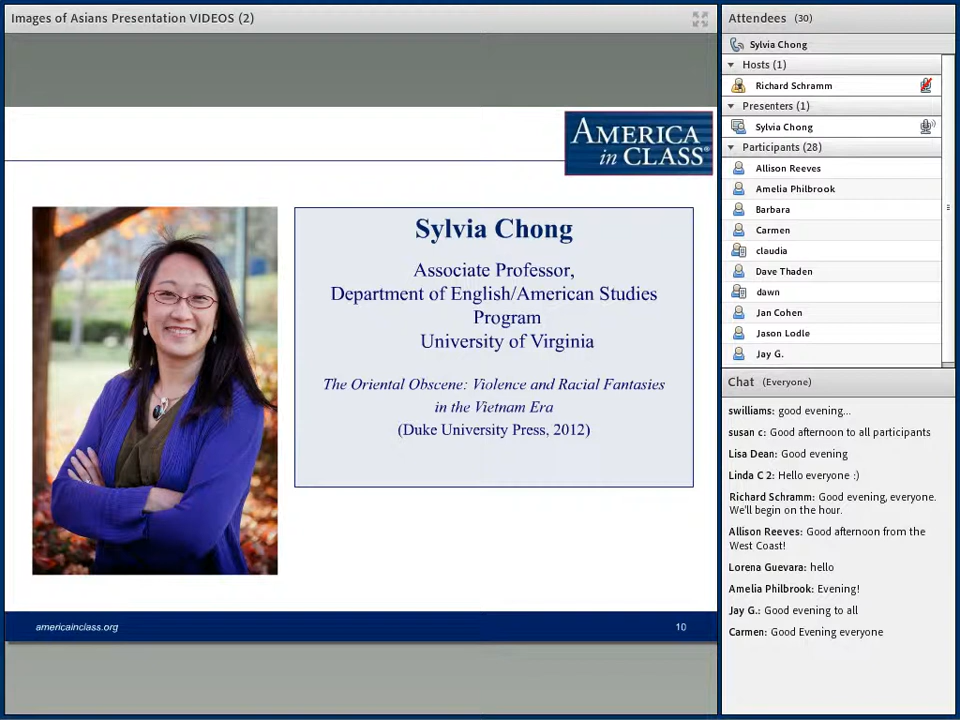 Images of Asians Presentation VIDEOS (2)
AMERICA
in CLASS®
Sylvia Chong
Associate Professor,
Department of English/American Studies
Program
University of Virginia
The Oriental Obscene: Violence and Racial Fantasies
in the Vietnam Era
(Duke University Press, 2012)
americainclass.org
10
Attendees (30)
Sylvia Chong
Hosts (1)
Richard Schramm
Presenters (1)
Sylvia Chong
Participants (28)
Allison Reeves
Amelia Philbrook
Barbara
Carmen
claudia
Dave Thaden
dawn
Jan Cohen
Jason Lodle
Jay G.
Chat (Everyone)
swilliams: good evening...
susan c: Good afternoon to all participants
Lisa Dean: Good evening
Linda C 2: Hello everyone :)
Richard Schramm: Good evening, everyone.
We'll begin on the hour.
Allison Reeves: Good afternoon from the
West Coast!
Lorena Guevara: hello
Amelia Philbrook: Evening!
Jay G.: Good evening to all
Carmen: Good Evening everyone